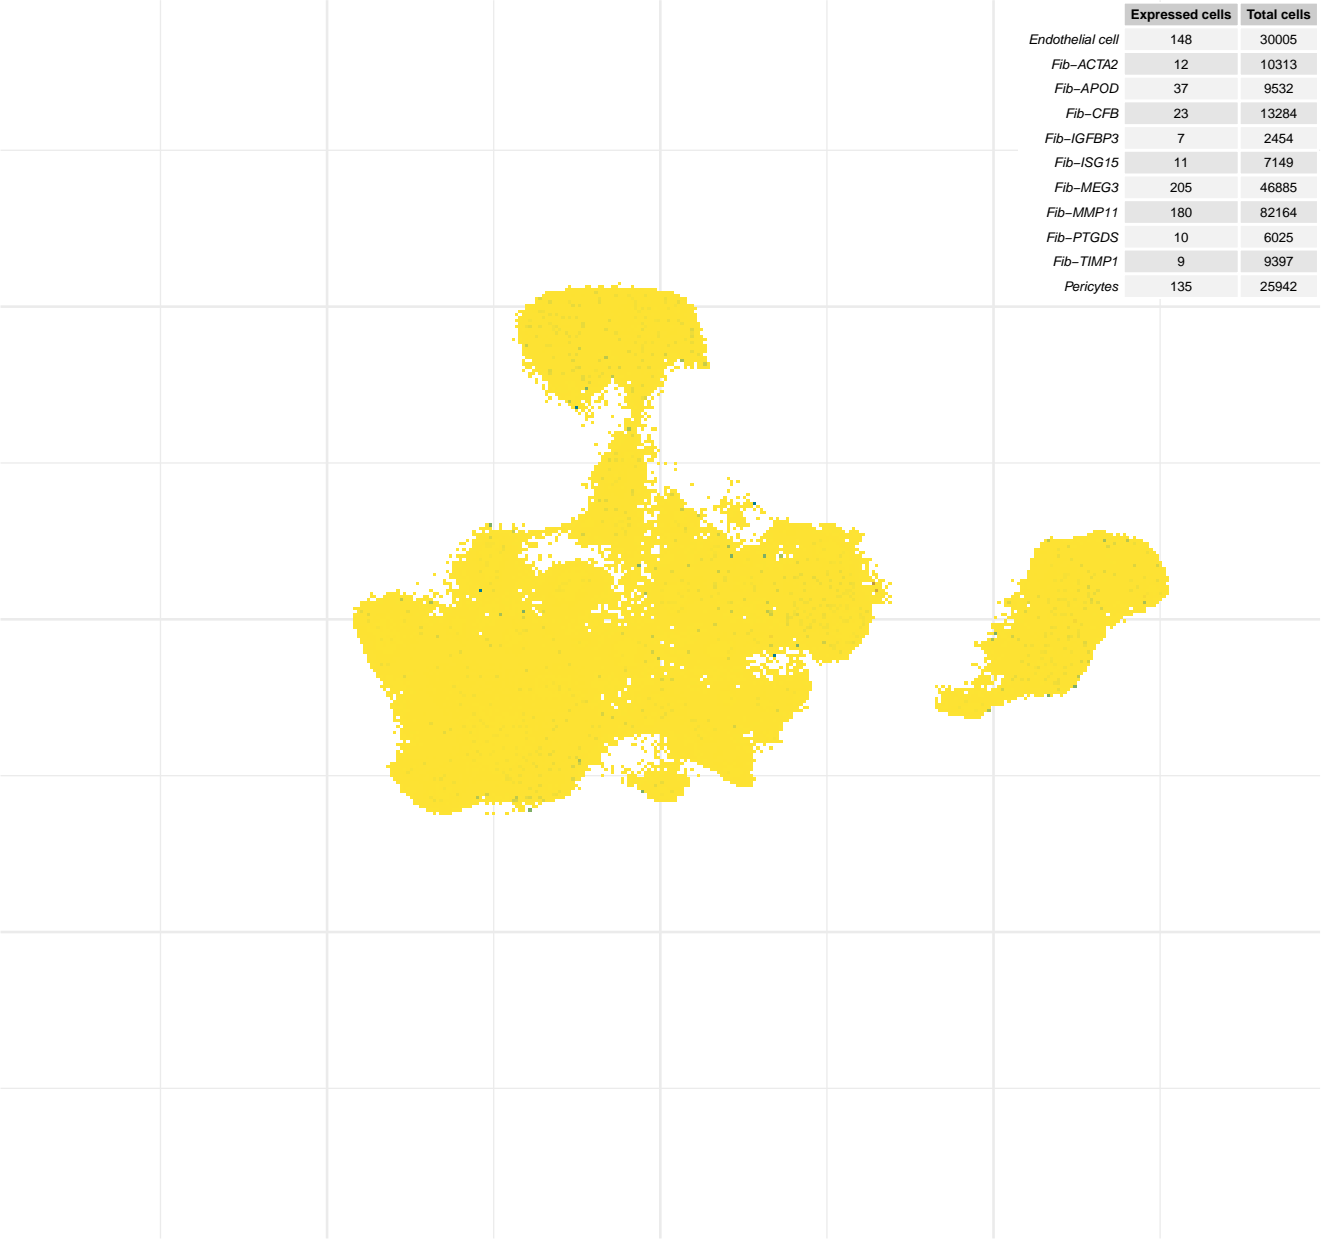 Expressed cells Total cells
Endothelial cell 148 30005
Fib−ACTA2 12 10313
Fib−APOD 37 9532
Fib−CFB 23 13284
Fib−IGFBP3 7 2454
Fib−ISG15 11 7149
Fib−MEG3 205 46885
Fib−MMP11 180 82164
Fib−PTGDS 10 6025
Fib−TIMP1 9 9397
Pericytes 135 25942